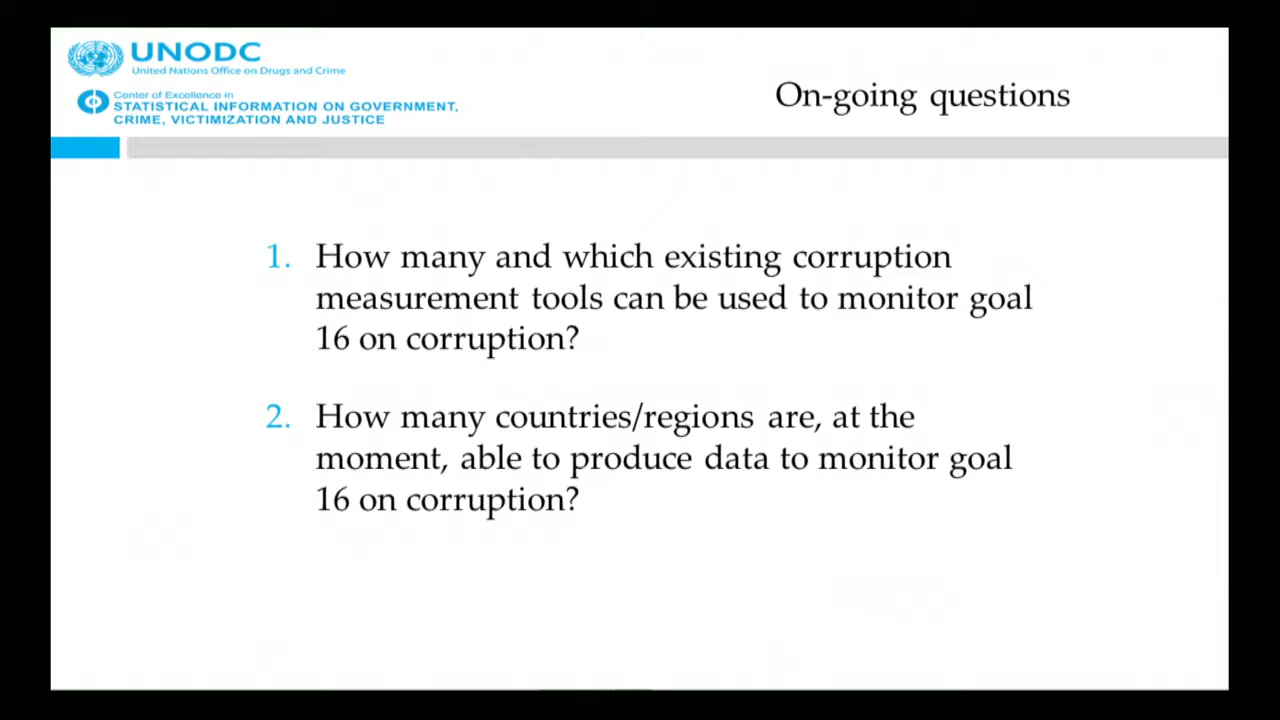 UNODC
United Nations Office on Drugs and Crime
Center of Excellence in
STATISTICAL INFORMATION ON GOVERNMENT,
CRIME, VICTIMIZATION AND JUSTICE
On-going questions
1. How many and which existing corruption
measurement tools can be used to monitor goal
16 on corruption?
2. How many countries/regions are, at the
moment, able to produce data to monitor goal
16 on corruption?